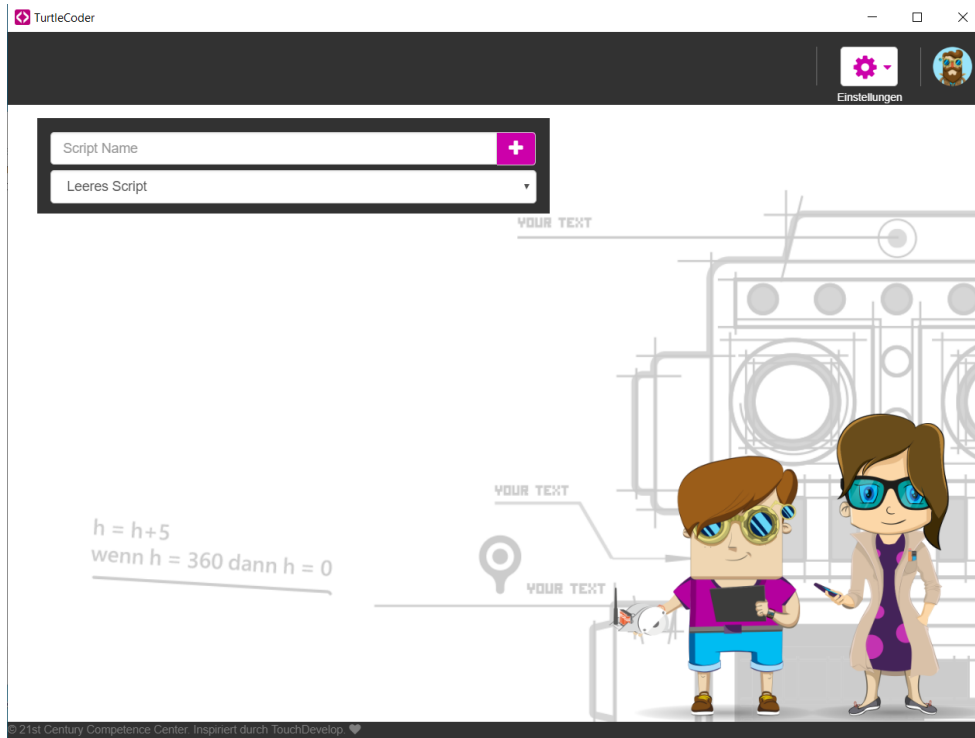 TurtleCoder
Einstellungen
Script Name
Leeres Script
YOUR TEXT
YOUR TEXT
h = h+5
wenn h = 360 dann h = 0
YOUR TEXT
© 21st Century Competence Center. Inspiriert durch TouchDevelop.